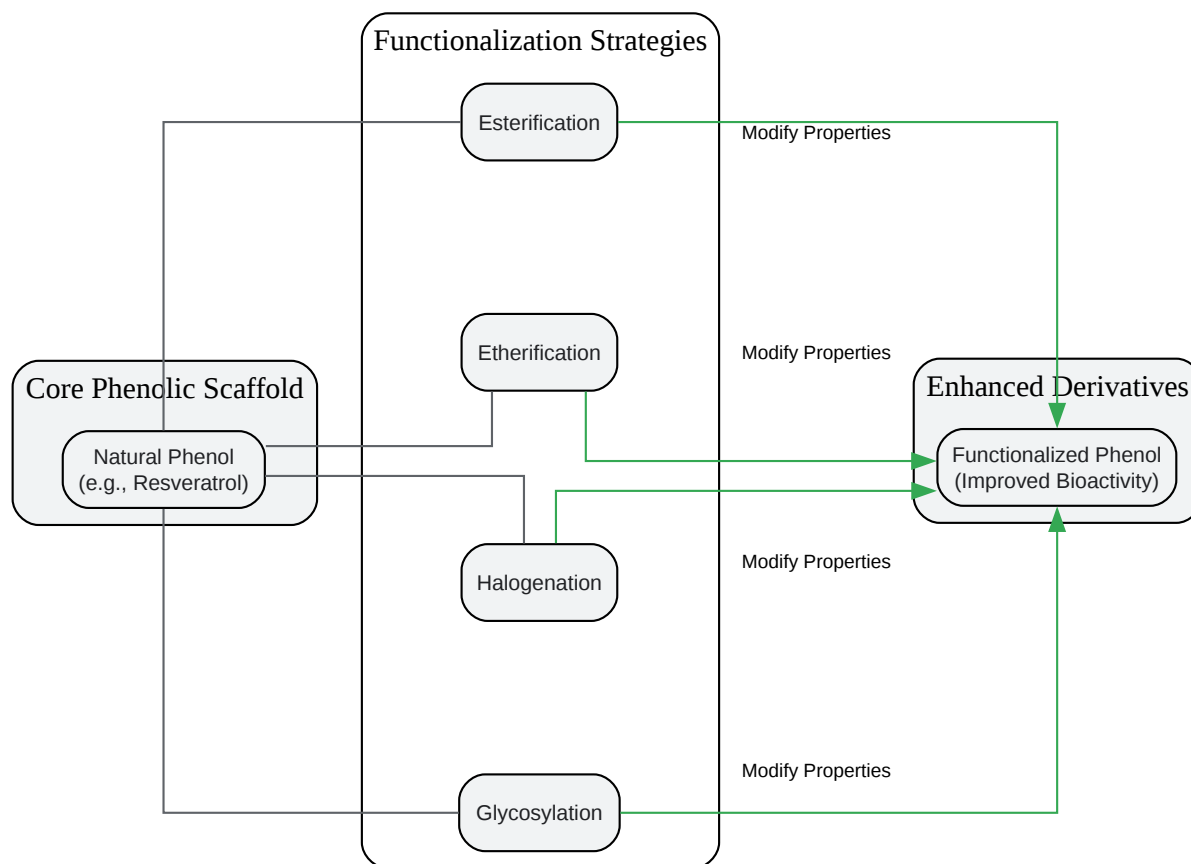 Functionalization Strategies
Esterification
Modify Properties
Etherification
Modify Properties
Core Phenolic Scaffold
Natural Phenol
(e.g., Resveratrol)
Enhanced Derivatives
Functionalized Phenol
(Improved Bioactivity)
Halogenation
Modify Properties
Glycosylation
Modify Properties